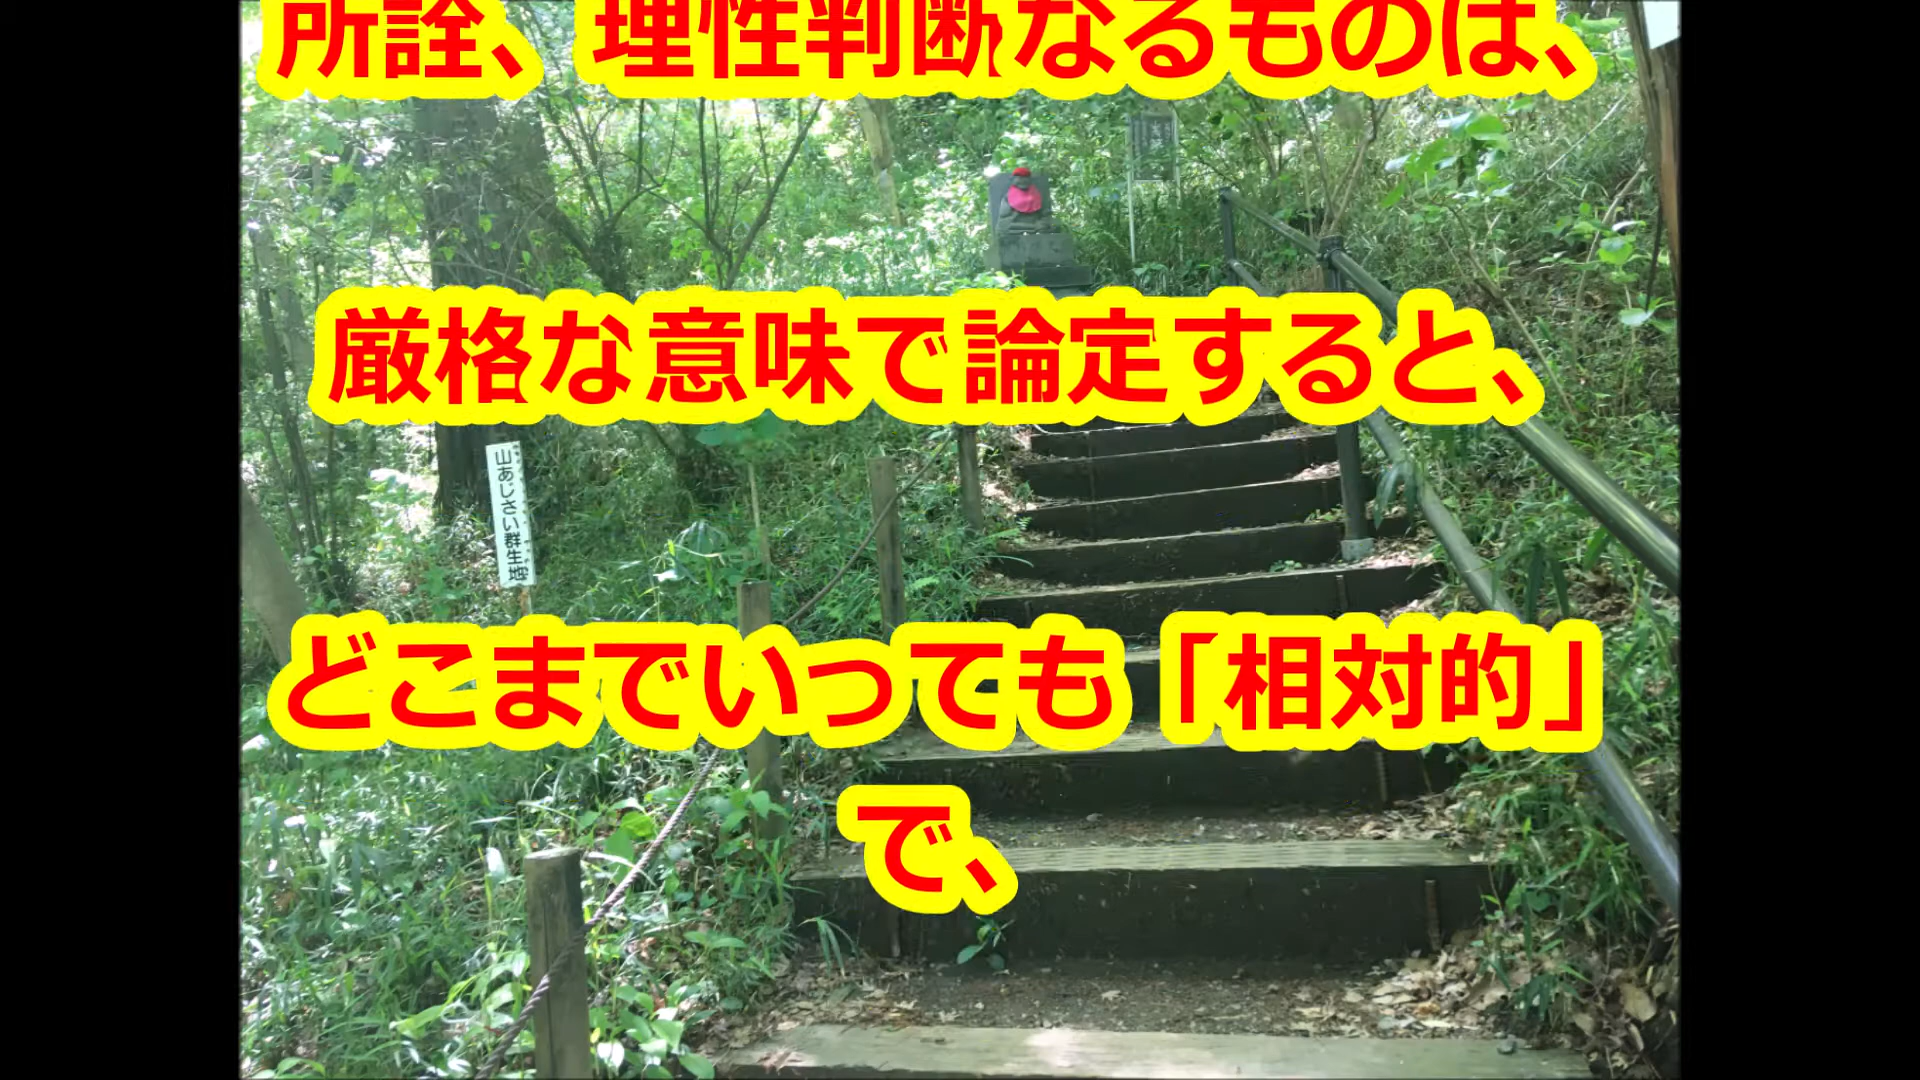 所詮、理性判断なるものは、
厳格な意味で論定すると、
どこまでいっても「相対的」
で、
山あじさい群生地